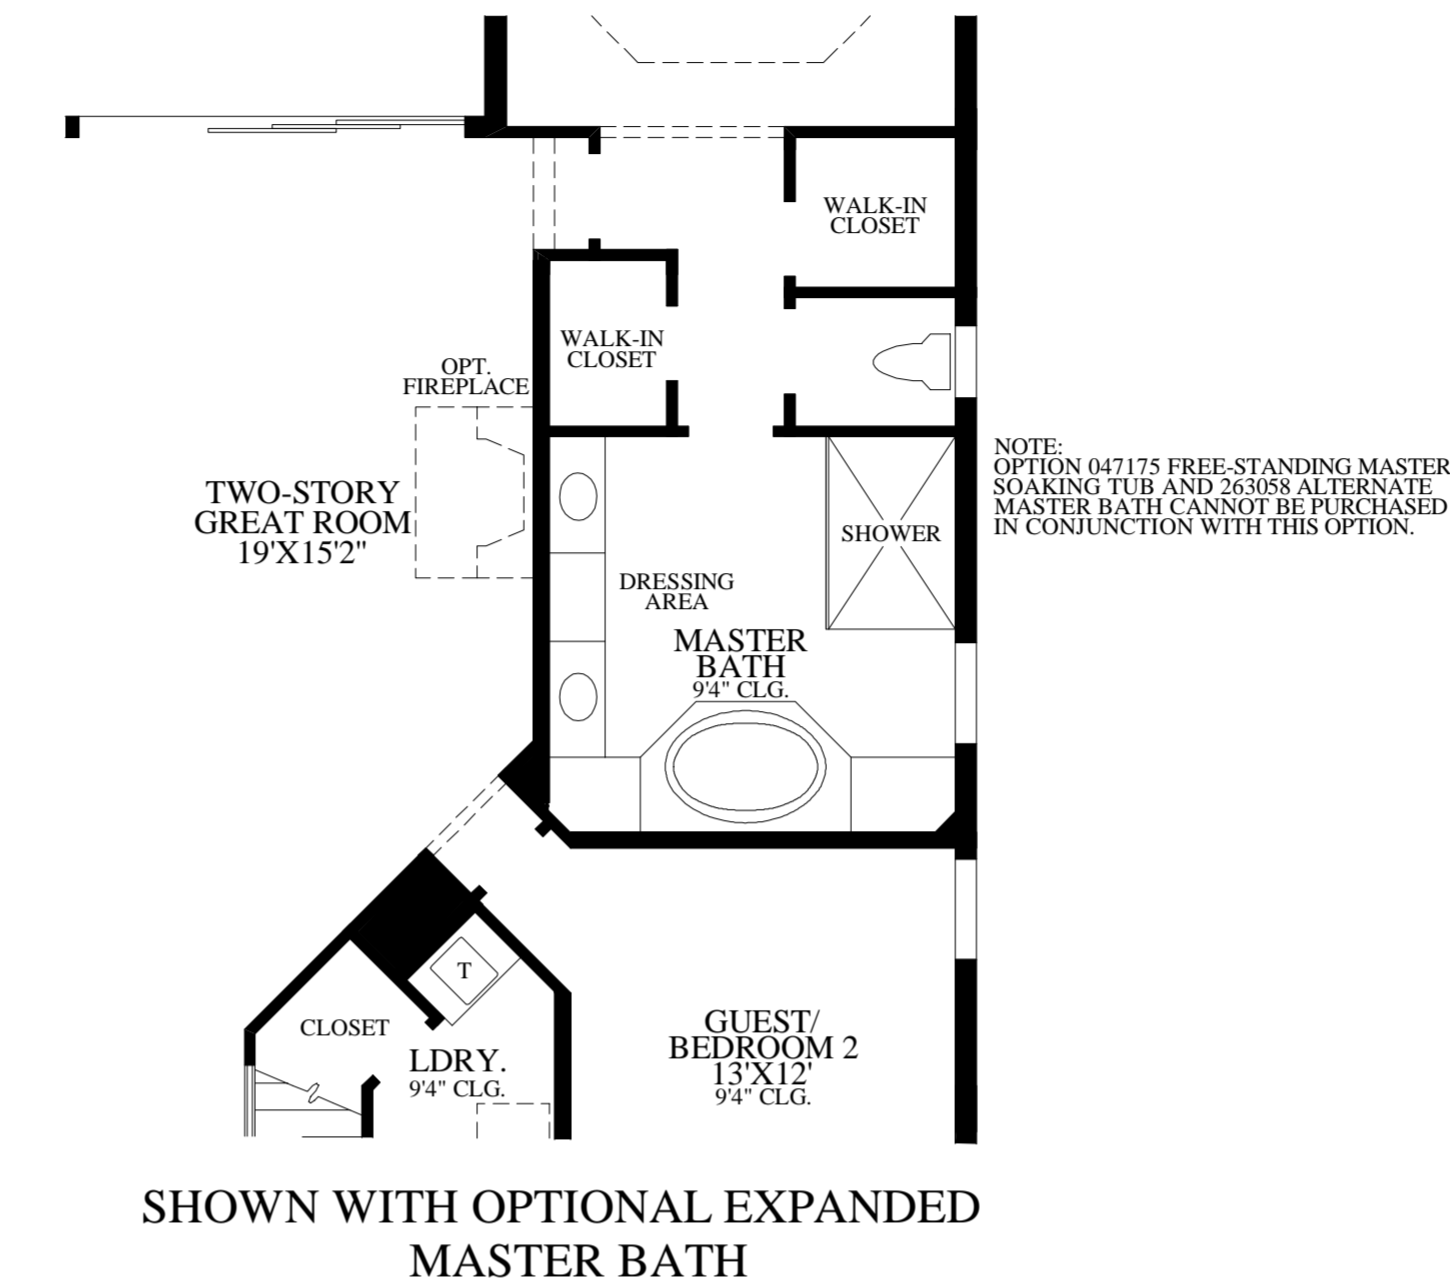 WALK-IN
CLOSET
WALK-IN
CLOSET
OPT.
FIREPLACE
TWO-STORY
GREAT ROOM
19'X15'2"
NOTE:
OPTION 047175 FREE-STANDING MASTER
SOAKING TUB AND 263058 ALTERNATE
MASTER BATH CANNOT BE PURCHASED
IN CONJUNCTION WITH THIS OPTION.
SHOWER
DRESSING
AREA
MASTER
BATH
9'4" CLG.
T
CLOSET
LDRY.
9'4" CLG.
GUEST/
BEDROOM 2
13'X12'
9'4" CLG.
SHOWN WITH OPTIONAL EXPANDED
MASTER BATH